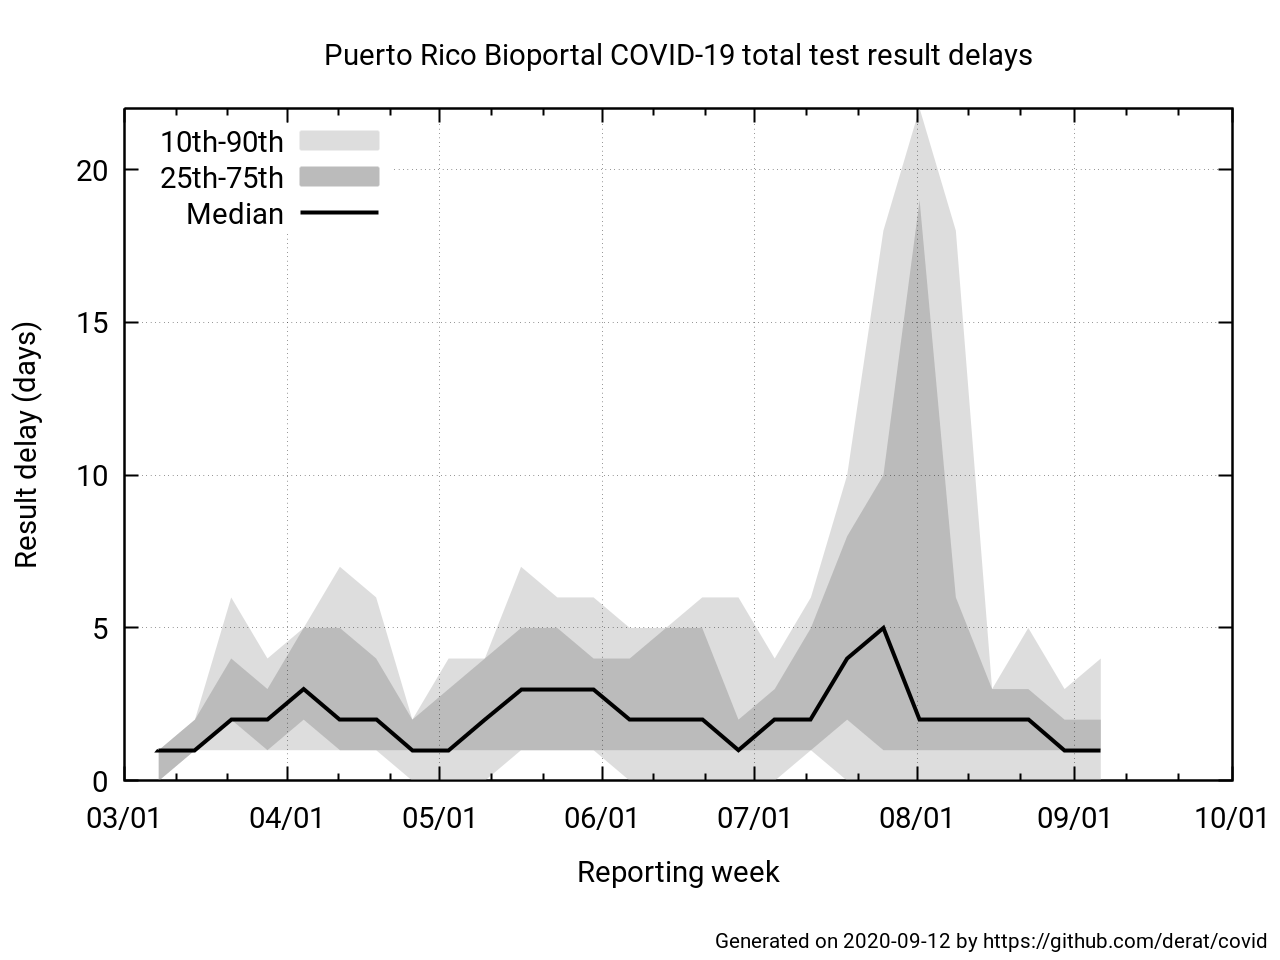 Puerto Rico Bioportal COVID-19 total test result delays
10th-90th
25th-75th
Median
20
15
10
5
0
Result delay (days)
03/01 04/01 05/01 06/01 07/01 08/01 09/01 10/01
Reporting week
Generated on 2020-09-12 by https://github.com/derat/covid